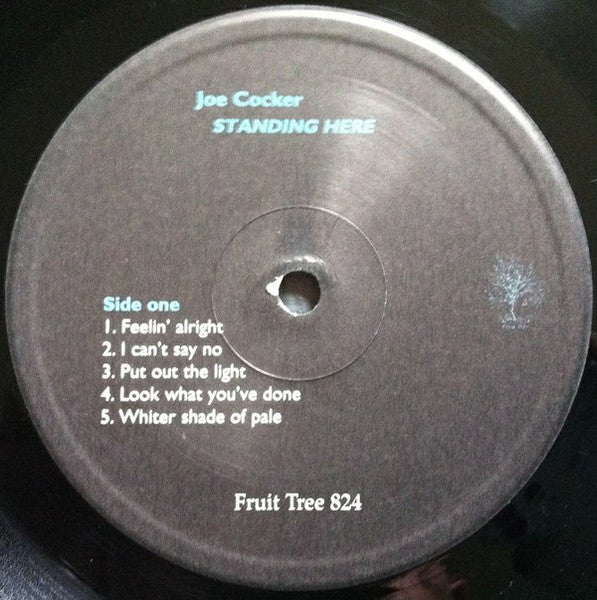 Joe Cocker
STANDING HERE
Side one
1. Feelin' alright
2. I can't say no
3. Put out the light
4. Look what you've done
5. Whiter shade of pale
Fruit Tree 824